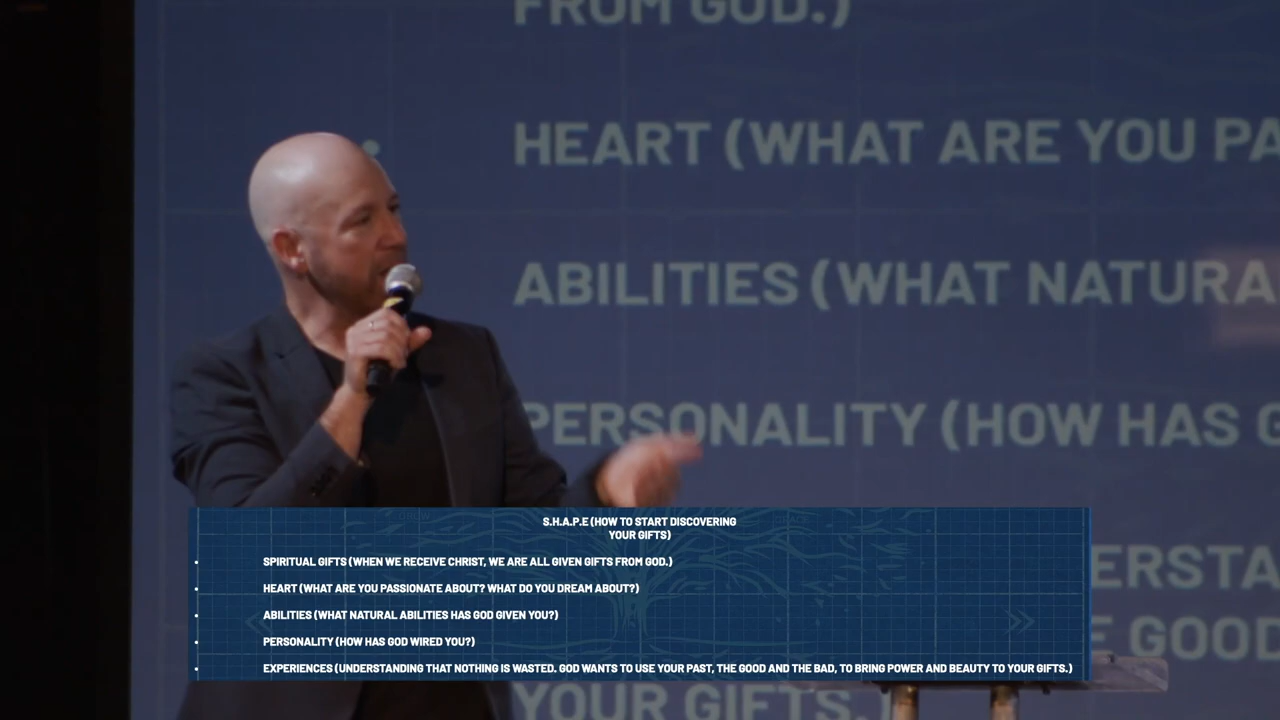 FROM GOD.)
HEART (WHAT ARE YOU PA
ABILITIES (WHAT NATURA
PERSONALITY (HOW HAS G
ERSTA
E GOOD
YOUR GIFTS.)
S.H.A.P.E (HOW TO START DISCOVERING
YOUR GIFTS)
• SPIRITUAL GIFTS (WHEN WE RECEIVE CHRIST, WE ARE ALL GIVEN GIFTS FROM GOD.)
• HEART (WHAT ARE YOU PASSIONATE ABOUT? WHAT DO YOU DREAM ABOUT?)
• ABILITIES (WHAT NATURAL ABILITIES HAS GOD GIVEN YOU?)
• PERSONALITY (HOW HAS GOD WIRED YOU?)
• EXPERIENCES (UNDERSTANDING THAT NOTHING IS WASTED. GOD WANTS TO USE YOUR PAST, THE GOOD AND THE BAD, TO BRING POWER AND BEAUTY TO YOUR GIFTS.)